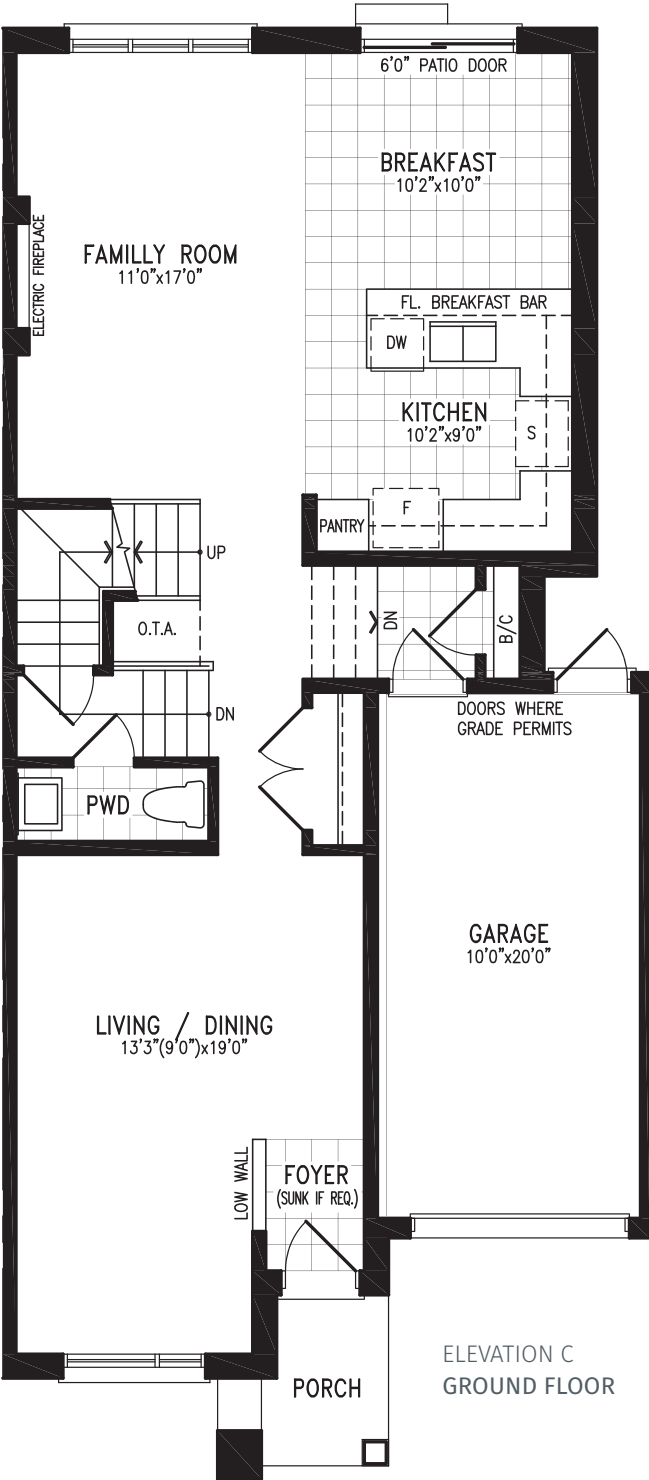 6'0" PATIO DOOR
BREAKFAST
10'2"x10'0"
FAMILLY ROOM
11'0"x17'0"
ELECTRIC FIREPLACE
FL. BREAKFAST BAR
DW
KITCHEN
10'2"x9'0"
S
F
PANTRY
UP
O.T.A.
DN
B/C
DN
DOORS WHERE
GRADE PERMITS
PWD
GARAGE
10'0"x20'0"
LIVING / DINING
13'3"(9'0")x19'0"
LOW WALL
FOYER
(SUNK IF REQ.)
PORCH
ELEVATION C
GROUND FLOOR